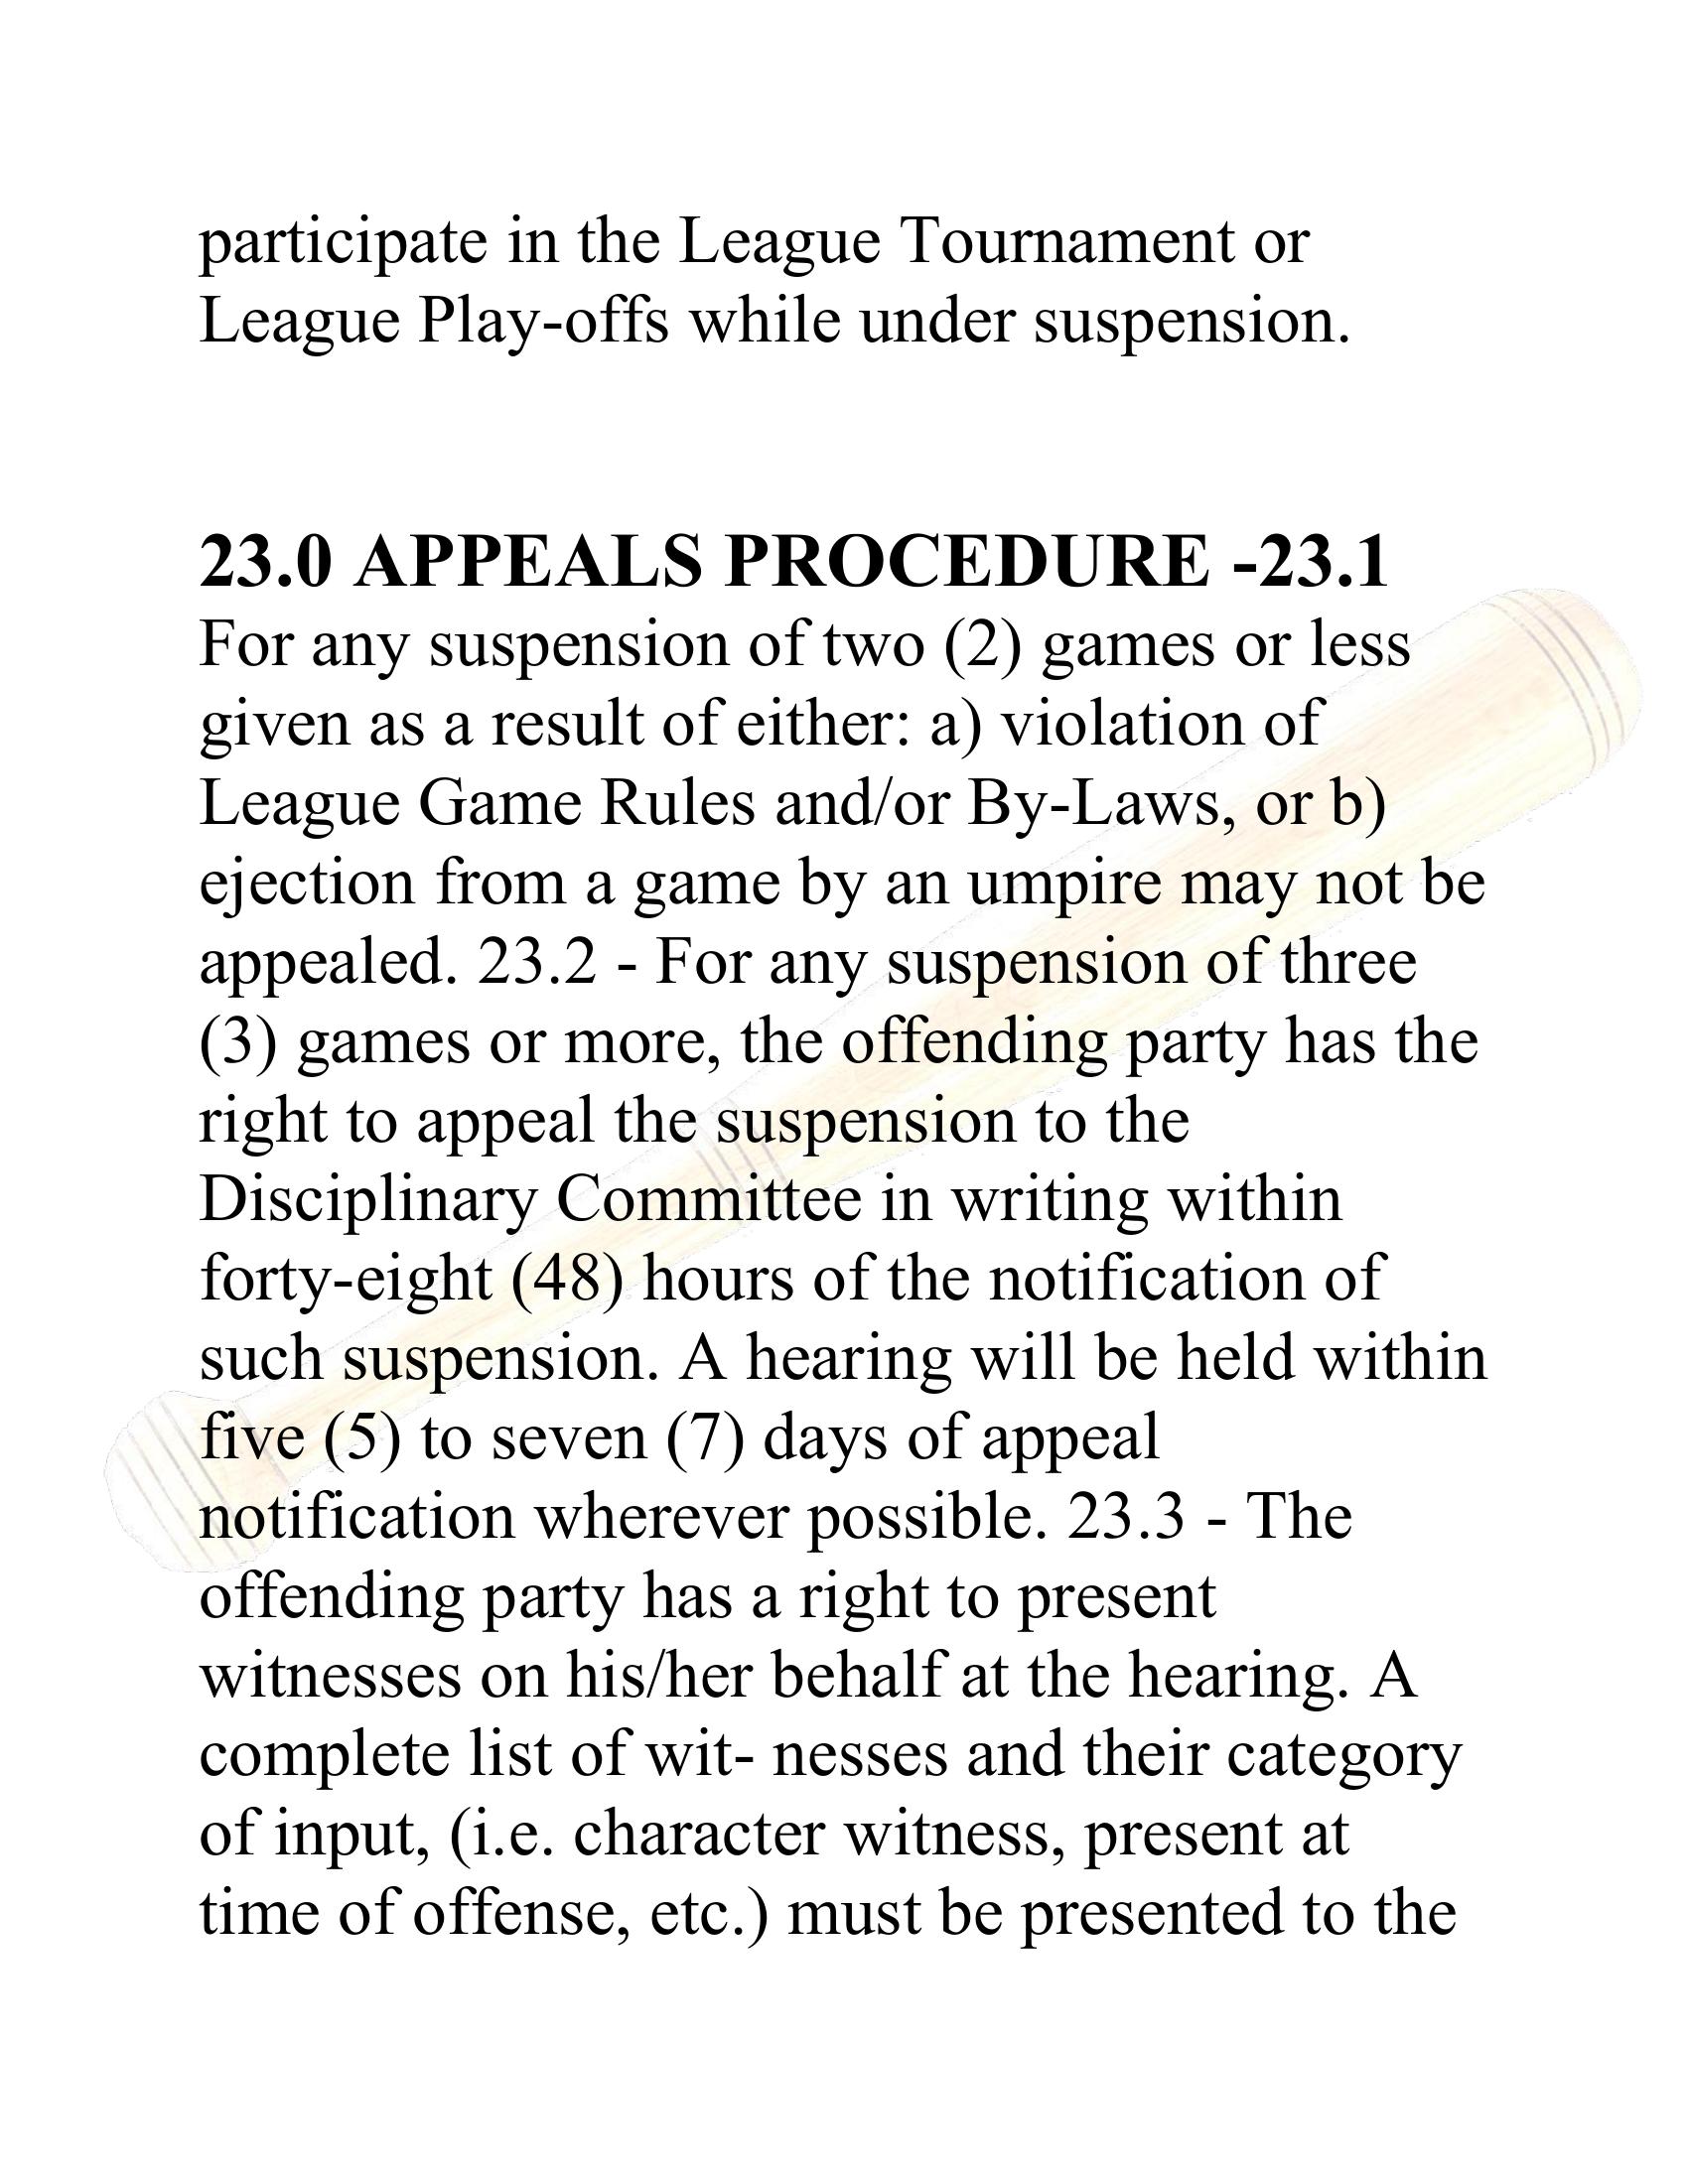 participate in the League Tournament or
League Play-offs while under suspension.
23.0 APPEALS PROCEDURE -23.1
For any suspension of two (2) games or less
given as a result of either: a) violation of
League Game Rules and/or By-Laws, or b)
ejection from a game by an umpire may not be
appealed. 23.2 - For any suspension of three
(3) games or more, the offending party has the
right to appeal the suspension to the
Disciplinary Committee in writing within
forty-eight (48) hours of the notification of
such suspension. A hearing will be held within
five (5) to seven (7) days of appeal
notification wherever possible. 23.3 - The
offending party has a right to present
witnesses on his/her behalf at the hearing. A
complete list of wit- nesses and their category
of input, (i.e. character witness, present at
time of offense, etc.) must be presented to the